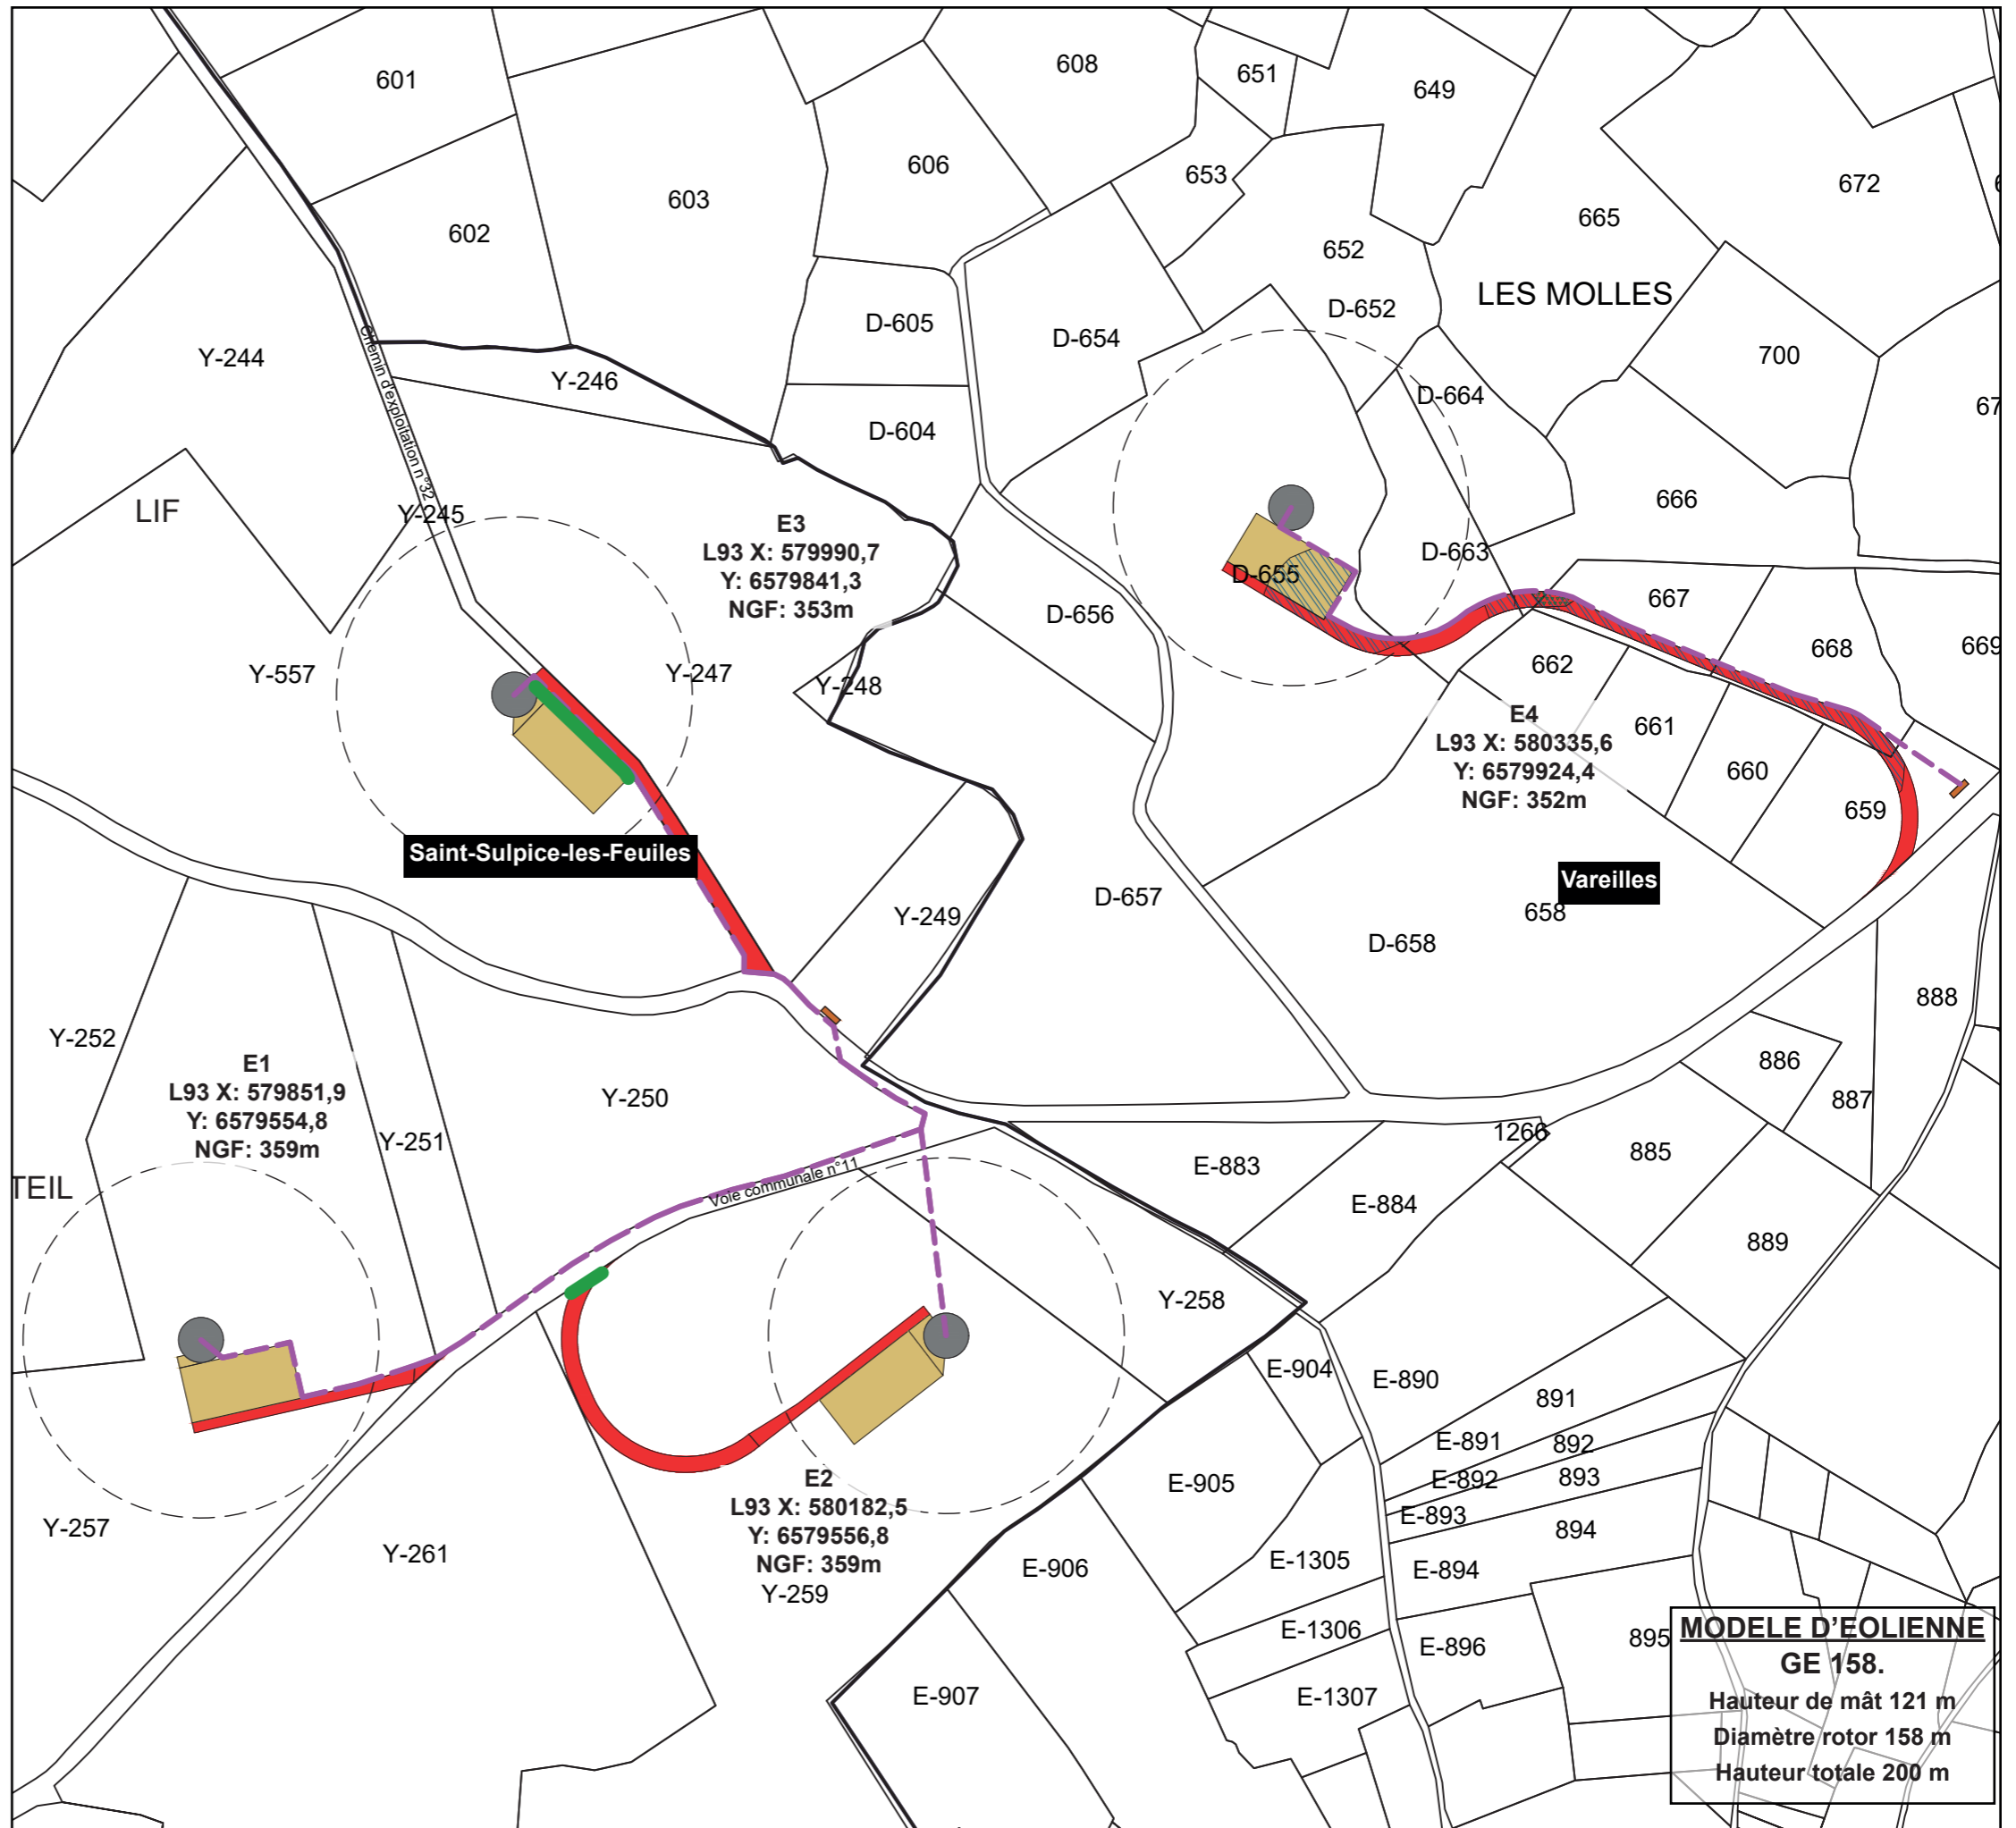 601
608
651
649
606
653
672
603
602
665
652
LES MOLLES
D-652
D-605
D-654
Y-244
700
Y-246
D-664
67
D-604
Chemin d'exploitation n°32
LIF
Y-245
666
E3
L93 X: 579990,7
Y: 6579841,3
NGF: 353m
D-663
D-655
667
D-656
668
669
662
Y-557
Y-247
Y-248
E4
L93 X: 580335,6
Y: 6579924,4
NGF: 352m
661
660
659
Saint-Sulpice-les-Feuiles
Vareilles
D-657
658
Y-249
D-658
888
Y-252
886
E1
L93 X: 579851,9
Y: 6579554,8
NGF: 359m
Y-250
887
Y-251
1266
885
E-883
TEIL
Voie communale n°11
E-884
889
Y-258
E-904
E-890
891
E-891
892
E-892
893
E-905
E-893
E2
L93 X: 580182,5
Y: 6579556,8
NGF: 359m
Y-257
894
Y-261
E-1305
E-906
E-894
Y-259
E-1306
895
E-896
E-907
E-1307
MODELE D'EOLIENNE
GE 158.
Hauteur de mât 121 m
Diamètre rotor 158 m
Hauteur totale 200 m